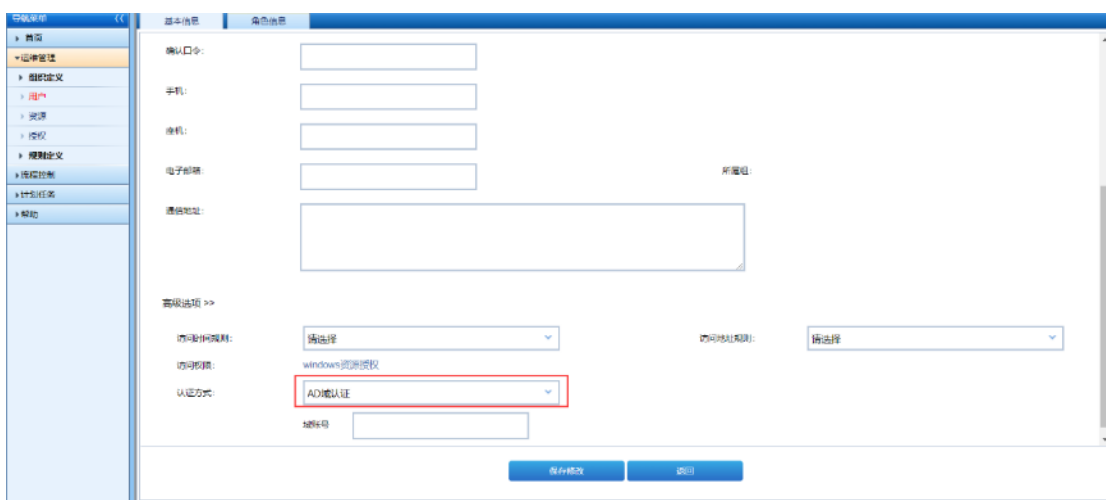 导航菜单 《 基本信息 角色信息
首页
运维管理
组织定义
用户
资源
授权
规则定义
流程控制
计划任务
帮助
确认口令:
手机:
座机:
电子邮箱: 所属组:
通信地址:
高级选项 >>
访问时间规则: 请选择 访问地址规则: 请选择
访问权限: windows资源授权
认证方式: AD域认证
域账号
保存修改 返回